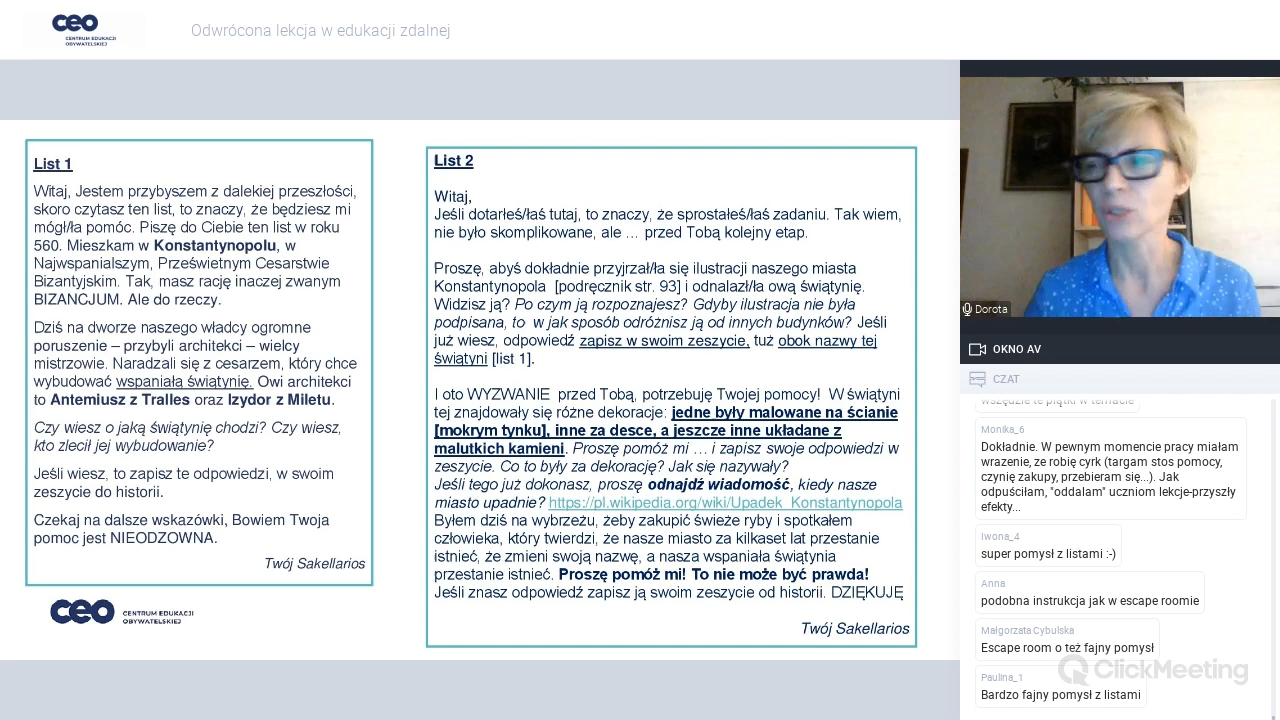 ceo
CENTRUM EDUKACJI
OBYWATELSKIEJ
Odwrócona lekcja w edukacji zdalnej
List 1
Witaj, Jestem przybyszem z dalekiej przeszłości,
skoro czytasz ten list, to znaczy, że będziesz mi
mógł/ła pomóc. Piszę do Ciebie ten list w roku
560. Mieszkam w Konstantynopolu, w
Najwspanialszym, Prześwietnym Cesarstwie
Bizantyjskim. Tak, masz rację inaczej zwanym
BIZANCJUM. Ale do rzeczy.
Dziś na dworze naszego władcy ogromne
poruszenie – przybyli architekci – wielcy
mistrzowie. Naradzali się z cesarzem, który chce
wybudować wspaniałą świątynię. Owi architekci
to Antemiusz z Tralles oraz Izydor z Miletu.
Czy wiesz o jaką świątynię chodzi? Czy wiesz,
kto zlecił jej wybudowanie?
Jeśli wiesz, to zapisz te odpowiedzi, w swoim
zeszycie do historii.
Czekaj na dalsze wskazówki, Bowiem Twoja
pomoc jest NIEODZOWNA.
Twój Sakellarios
ceo CENTRUM EDUKACJI
OBYWATELSKIEJ
List 2
Witaj,
Jeśli dotarłeś/łaś tutaj, to znaczy, że sprostałeś/łaś zadaniu. Tak wiem,
nie było skomplikowane, ale … przed Tobą kolejny etap.
Proszę, abyś dokładnie przyjrzał/ła się ilustracji naszego miasta
Konstantynopola [podręcznik str. 93] i odnalazł/ła ową świątynię.
Widzisz ją? Po czym ją rozpoznajesz? Gdyby ilustracja nie była
podpisana, to w jak sposób odróżnisz ją od innych budynków? Jeśli
już wiesz, odpowiedź zapisz w swoim zeszycie, tuż obok nazwy tej
świątyni [list 1].
I oto WYZWANIE przed Tobą, potrzebuję Twojej pomocy! W świątyni
tej znajdowały się różne dekoracje: jedne były malowane na ścianie
[mokrym tynku], inne za desce, a jeszcze inne układane z
malutkich kamieni. Proszę pomóż mi … i zapisz swoje odpowiedzi w
zeszycie. Co to były za dekorację? Jak się nazywały?
Jeśli tego już dokonasz, proszę odnajdź wiadomość, kiedy nasze
miasto upadnie? https://pl.wikipedia.org/wiki/Upadek_Konstantynopola
Byłem dziś na wybrzeżu, żeby zakupić świeże ryby i spotkałem
człowieka, który twierdzi, że nasze miasto za kilkaset lat przestanie
istnieć, że zmieni swoją nazwę, a nasza wspaniała świątynia
przestanie istnieć. Proszę pomóż mi! To nie może być prawda!
Jeśli znasz odpowiedź zapisz ją swoim zeszycie od historii. DZIĘKUJĘ
Twój Sakellarios
Dorota
OKNO AV
CZAT
wszędzie te piątki w temacie
Monika_6
Dokładnie. W pewnym momencie pracy miałam
wrazenie, ze robię cyrk (targam stos pomocy,
czynię zakupy, przebieram się...). Jak
odpuściłam, "oddalam" uczniom lekcje-przyszły
efekty...
Iwona_4
super pomysł z listami :-)
Anna
podobna instrukcja jak w escape roomie
Małgorzata Cybulska
Escape room o też fajny pomysł
ClickMeeting
Paulina_1
Bardzo fajny pomysł z listami